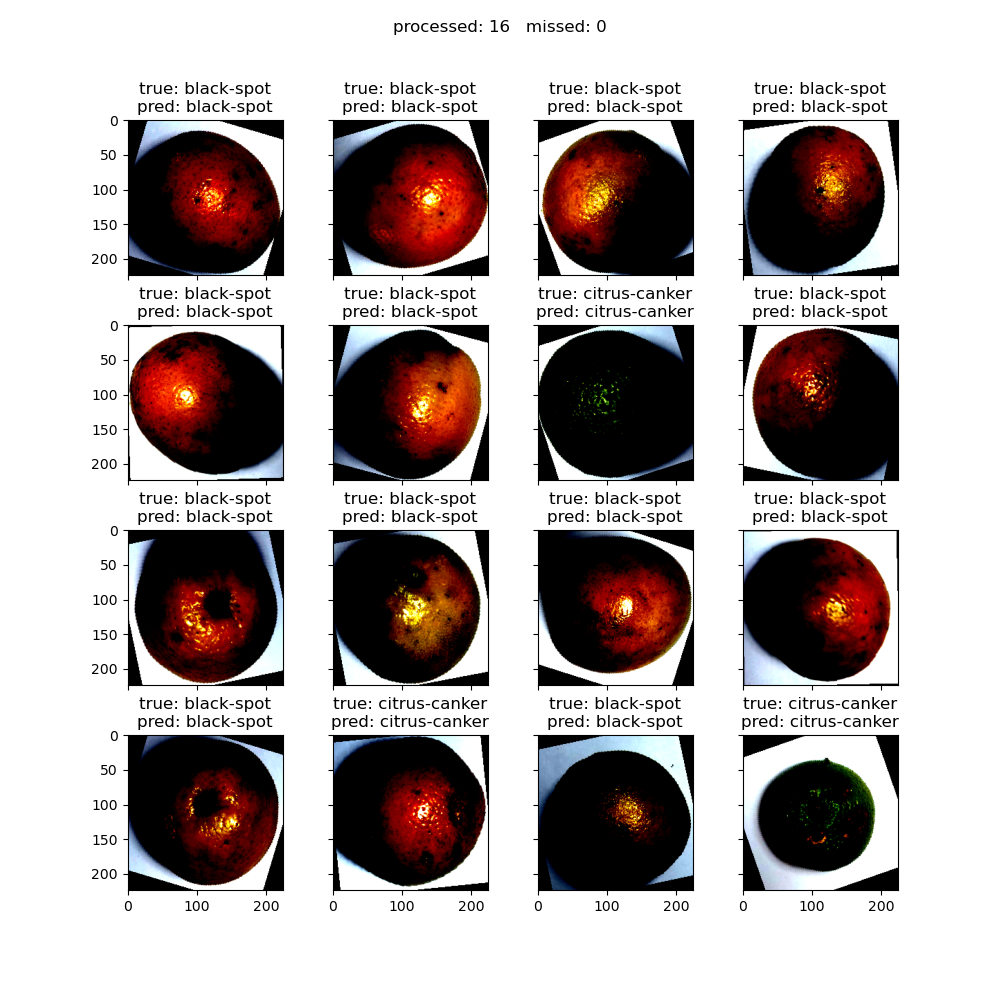 processed: 16   missed: 0
true: black-spot
pred: black-spot
true: black-spot
pred: black-spot
true: black-spot
pred: black-spot
true: black-spot
pred: black-spot
0
50
100
150
200
true: black-spot
pred: black-spot
true: black-spot
pred: black-spot
true: citrus-canker
pred: citrus-canker
true: black-spot
pred: black-spot
0
50
100
150
200
true: black-spot
pred: black-spot
true: black-spot
pred: black-spot
true: black-spot
pred: black-spot
true: black-spot
pred: black-spot
0
50
100
150
200
true: black-spot
pred: black-spot
true: citrus-canker
pred: citrus-canker
true: black-spot
pred: black-spot
true: citrus-canker
pred: citrus-canker
0
50
100
150
200
0 100 200
0 100 200
0 100 200
0 100 200